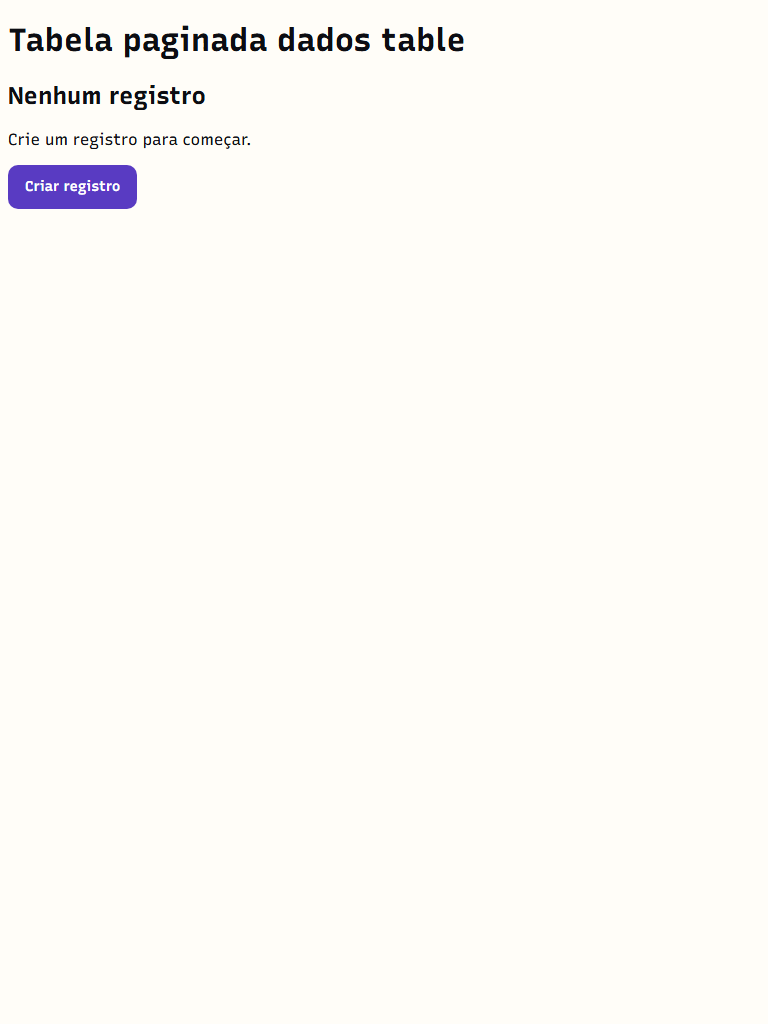 Tabela paginada dados table
Nenhum registro
Crie um registro para começar.
Criar registro